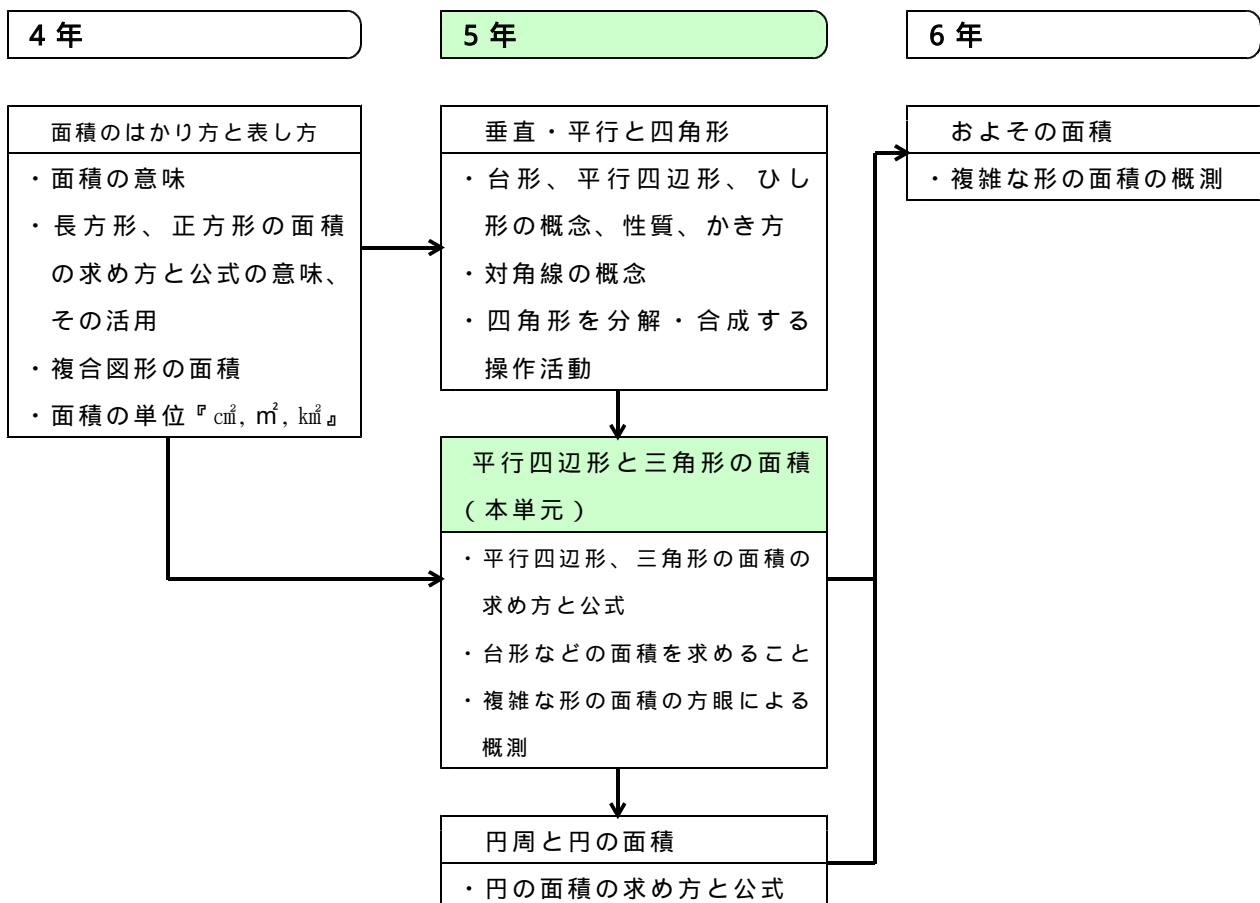 4年
面積のはかり方と表し方
・面積の意味
・長方形、正方形の面積
の求め方と公式の意味、
その活用
・複合図形の面積
・面積の単位『㎠, ㎡, ㎢』
5年
垂直・平行と四角形
・台形、平行四辺形、ひし
形の概念、性質、かき方
・対角線の概念
・四角形を分解・合成する
操作活動
平行四辺形と三角形の面積
(本単元)
・平行四辺形、三角形の面積の
求め方と公式
・台形などの面積を求めること
・複雑な形の面積の方眼による
概測
円周と円の面積
・円の面積の求め方と公式
6年
およその面積
・複雑な形の面積の概測